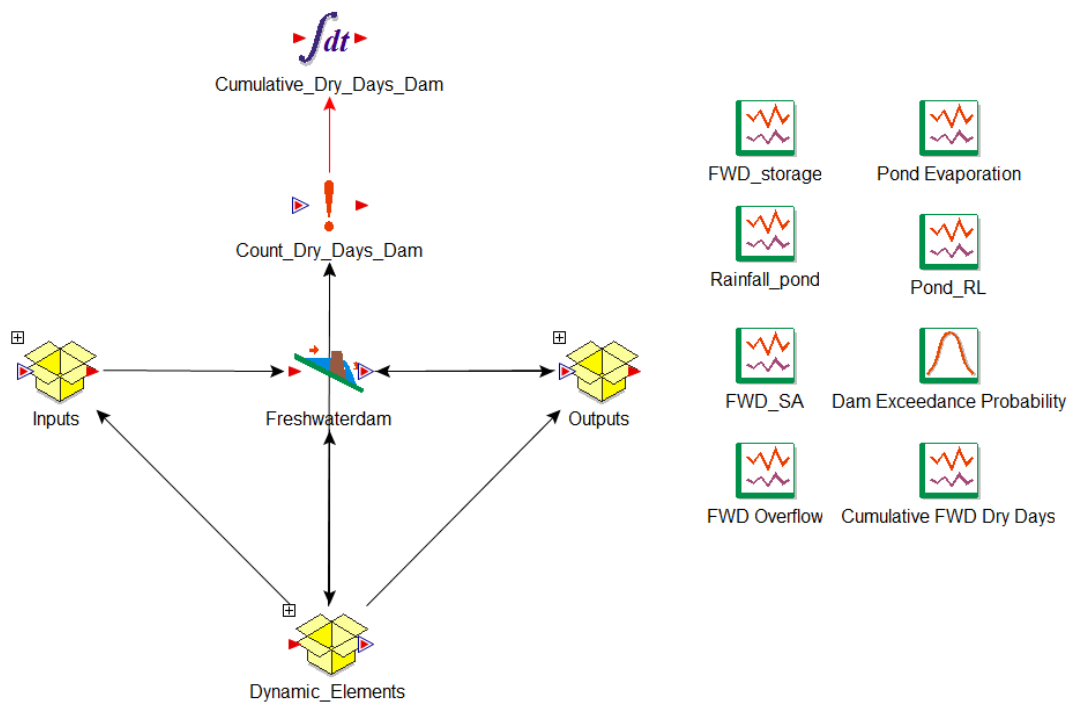 ∫dt
Cumulative_Dry_Days_Dam
Count_Dry_Days_Dam
Inputs
Freshwaterdam
Outputs
Dynamic_Elements
FWD_storage
Pond Evaporation
Rainfall_pond
Pond_RL
FWD_SA
Dam Exceedance Probability
FWD Overflow
Cumulative FWD Dry Days